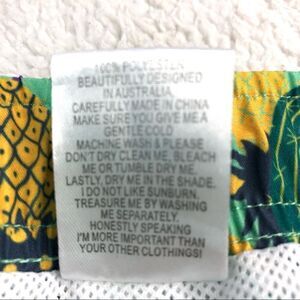 100% POLYESTER
BEAUTIFULLY DESIGNED
IN AUSTRALIA,
CAREFULLY MADE IN CHINA
MAKE SURE YOU GIVE ME A
GENTLE COLD
MACHINE WASH & PLEASE
DON'T DRY CLEAN ME, BLEACH
ME OR TUMBLE DRY ME.
LASTLY, DRY ME IN THE SHADE.
I DO NOT LIKE SUNBURN.
TREASURE ME BY WASHING
ME SEPARATELY.
HONESTLY SPEAKING
I'M MORE IMPORTANT THAN
YOUR OTHER CLOTHINGS!